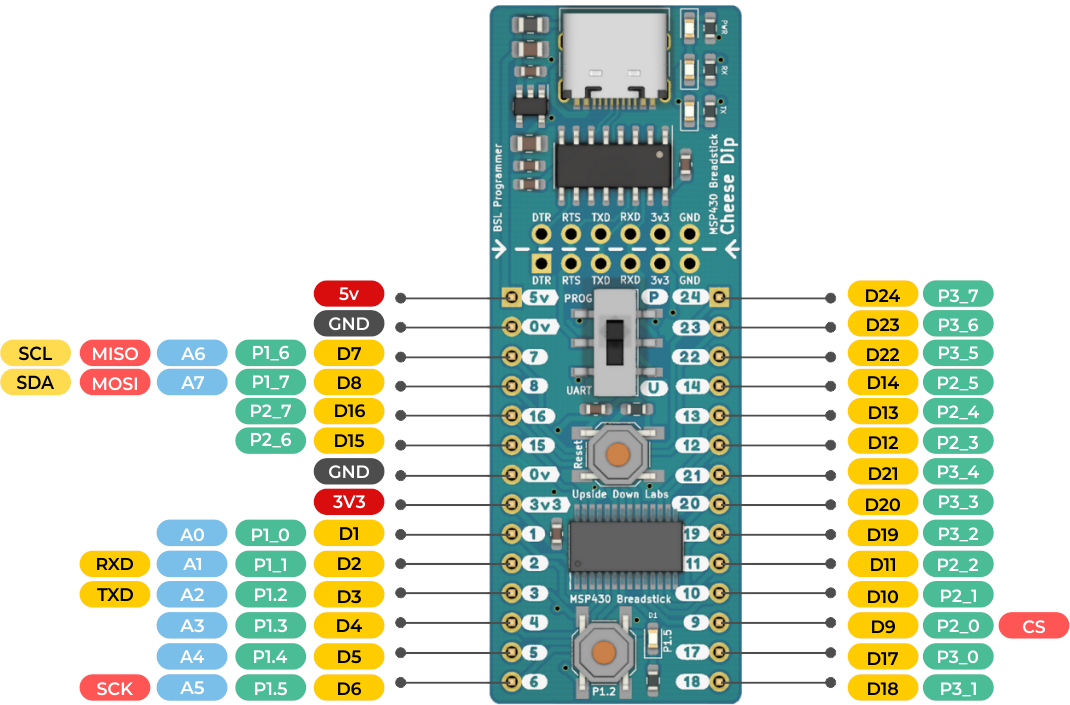 PWR
RX
TX
BSL Programmer
MSP430 Breadstick
Cheese Dip
DTR RTS TXD RXD 3v3 GND
DTR RTS TXD RXD 3v3 GND
5v 5v PROG P 24 D24 P3_7
GND 0v 23 D23 P3_6
SCL MISO A6 P1_6 D7 7 22 D22 P3_5
SDA MOSI A7 P1_7 D8 8 UART U 14 D14 P2_5
P2_7 D16 16 13 D13 P2_4
P2_6 D15 15 Reset 12 D12 P2_3
GND 0v 21 D21 P3_4
Upside Down Labs
3V3 3v3 20 D20 P3_3
A0 P1_0 D1 1 19 D19 P3_2
RXD A1 P1_1 D2 2 11 D11 P2_2
TXD A2 P1.2 D3 3 MSP430 Breadstick 10 D10 P2_1
A3 P1.3 D4 4 D1 P1.5 9 D9 P2_0 CS
A4 P1.4 D5 5 17 D17 P3_0
SCK A5 P1.5 D6 6 P1.2 18 D18 P3_1